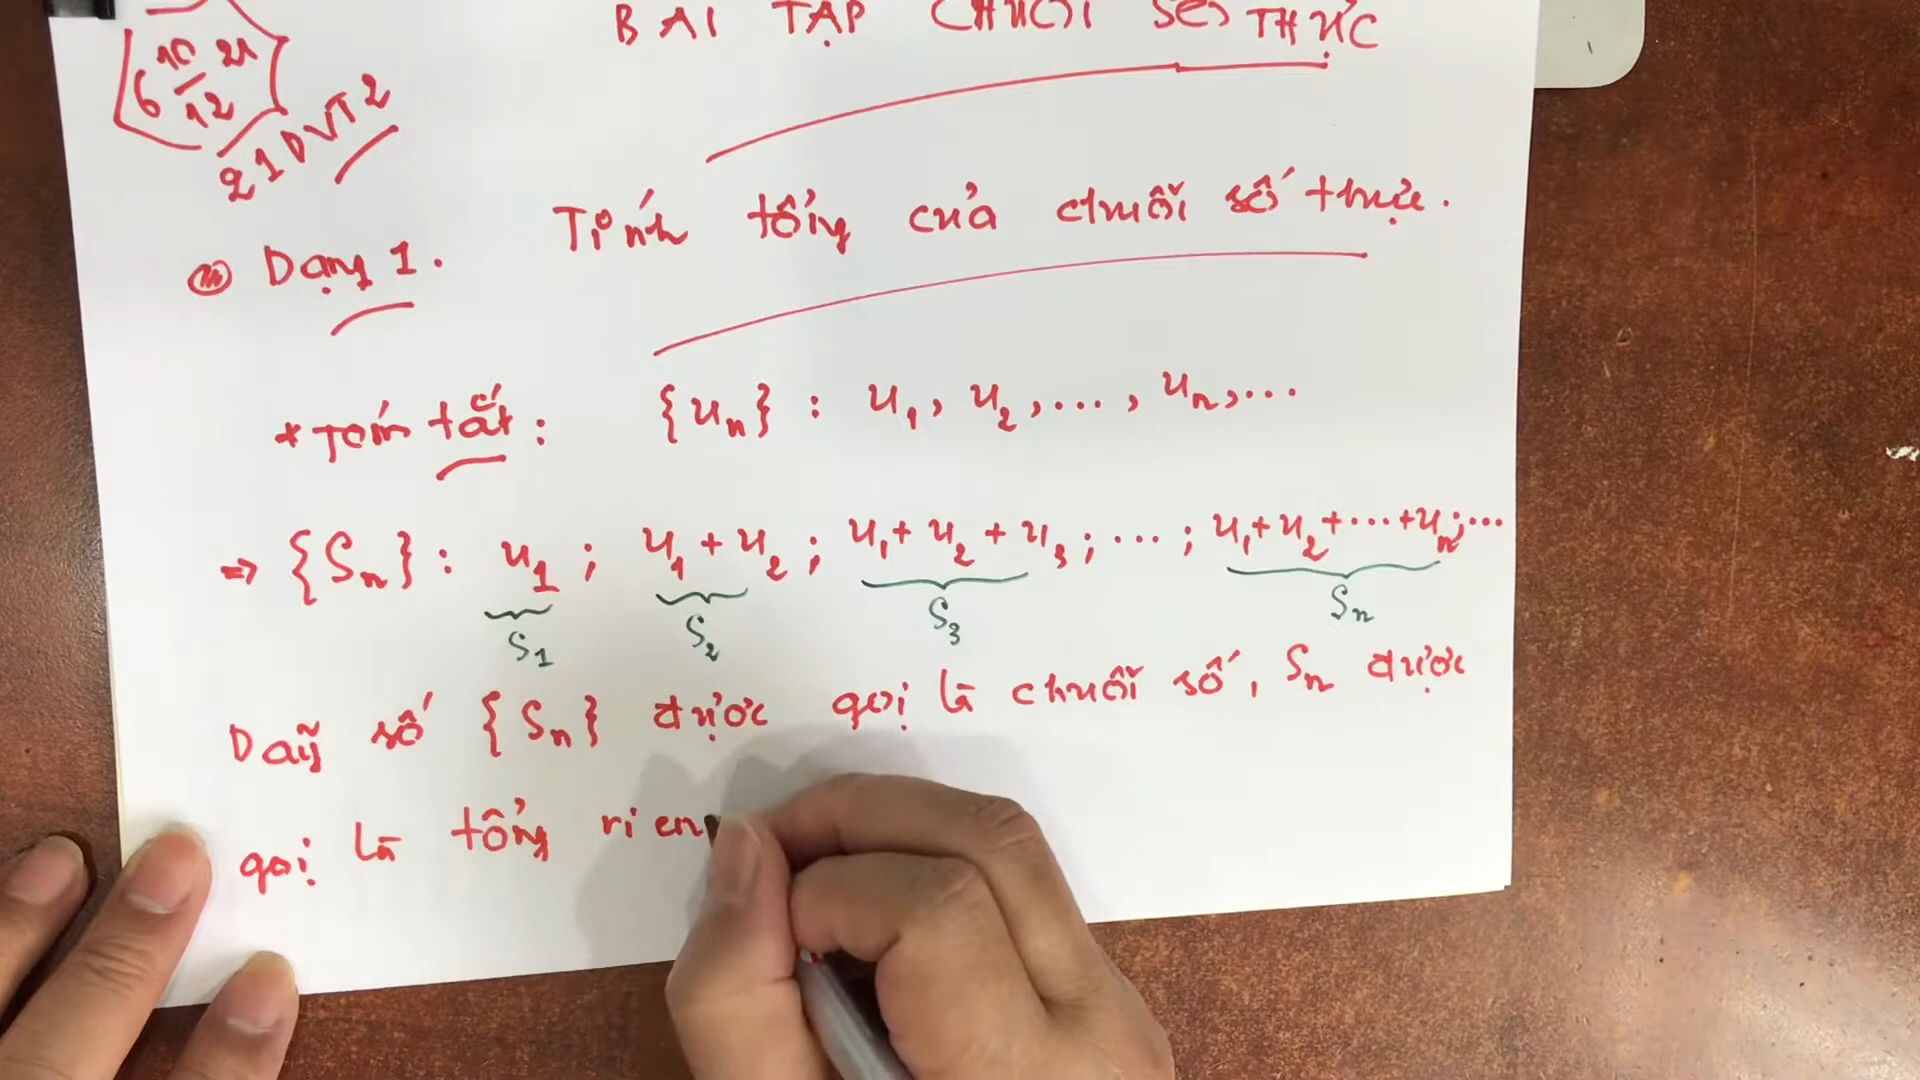 BÀI TẬP CHUỖI SỐ THỰC
6 10/12 21
21DVT2
Dạng 1. Tính tổng của chuỗi số thực.
* Tóm tắt: {uₙ} : u₁, u₂, ..., uₙ, ...
⇒ {Sₙ} : u₁ ; u₁ + u₂ ; u₁ + u₂ + u₃ ; ... ; u₁ + u₂ + ... + uₙ ; ...
S₁ S₂ S₃ Sₙ
Dãy số {Sₙ} được gọi là chuỗi số, Sₙ được
gọi là tổng rien